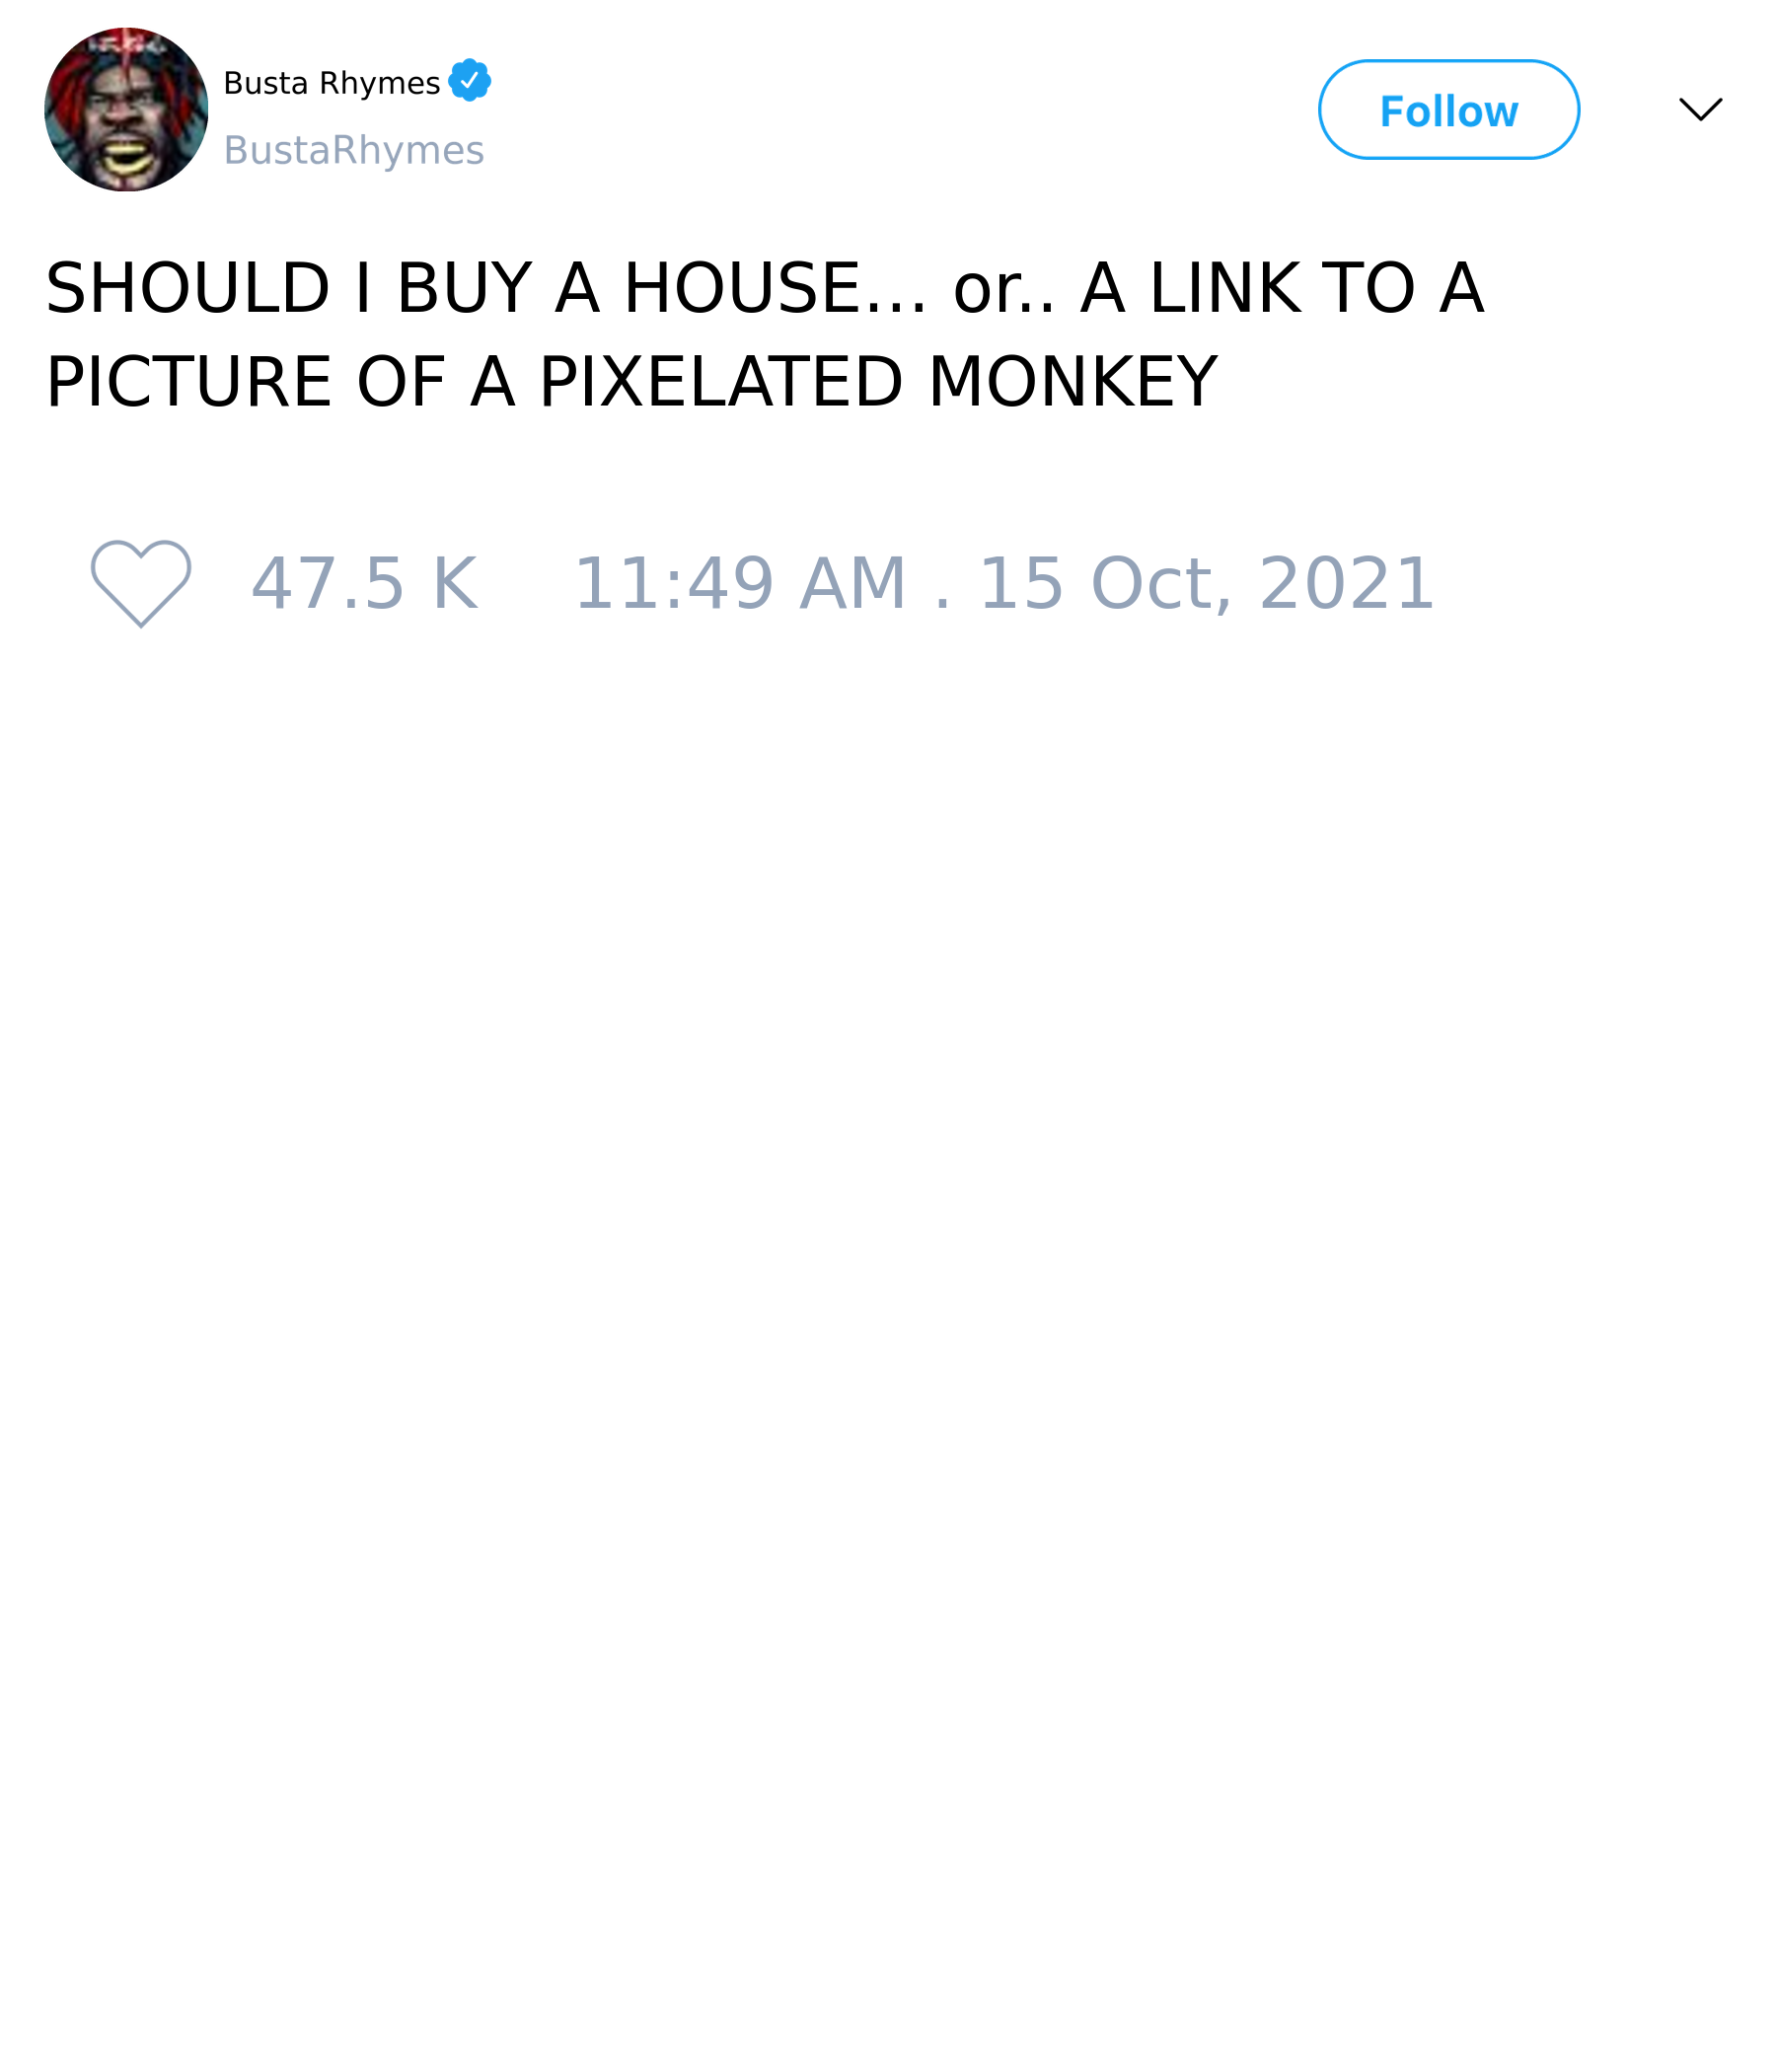 Busta Rhymes
BustaRhymes
Follow
SHOULD I BUY A HOUSE... or.. A LINK TO A
PICTURE OF A PIXELATED MONKEY
47.5 K 11:49 AM . 15 Oct, 2021